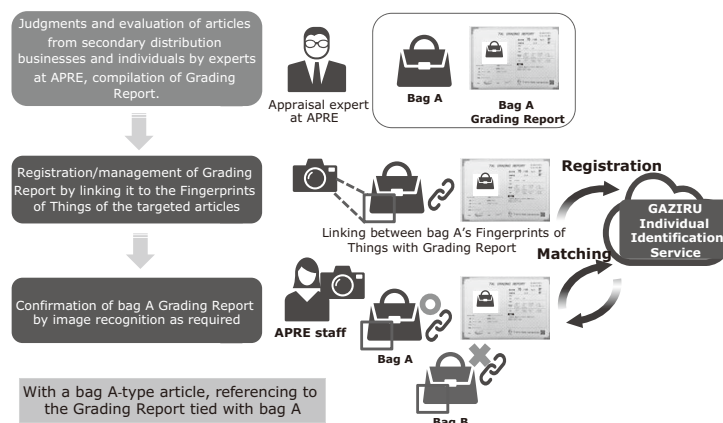 Judgments and evaluation of articles
from secondary distribution
businesses and individuals by experts
at APRE, compilation of Grading
Report.
Appraisal expert
at APRE
Bag A
Bag A
Grading Report
Registration/management of Grading
Report by linking it to the Fingerprints
of Things of the targeted articles
Linking between bag A's Fingerprints of
Things with Grading Report
Registration
Matching
GAZIRU
Individual
Identification
Service
Confirmation of bag A Grading Report
by image recognition as required
APRE staff
Bag A
Bag B
With a bag A-type article, referencing to
the Grading Report tied with bag A